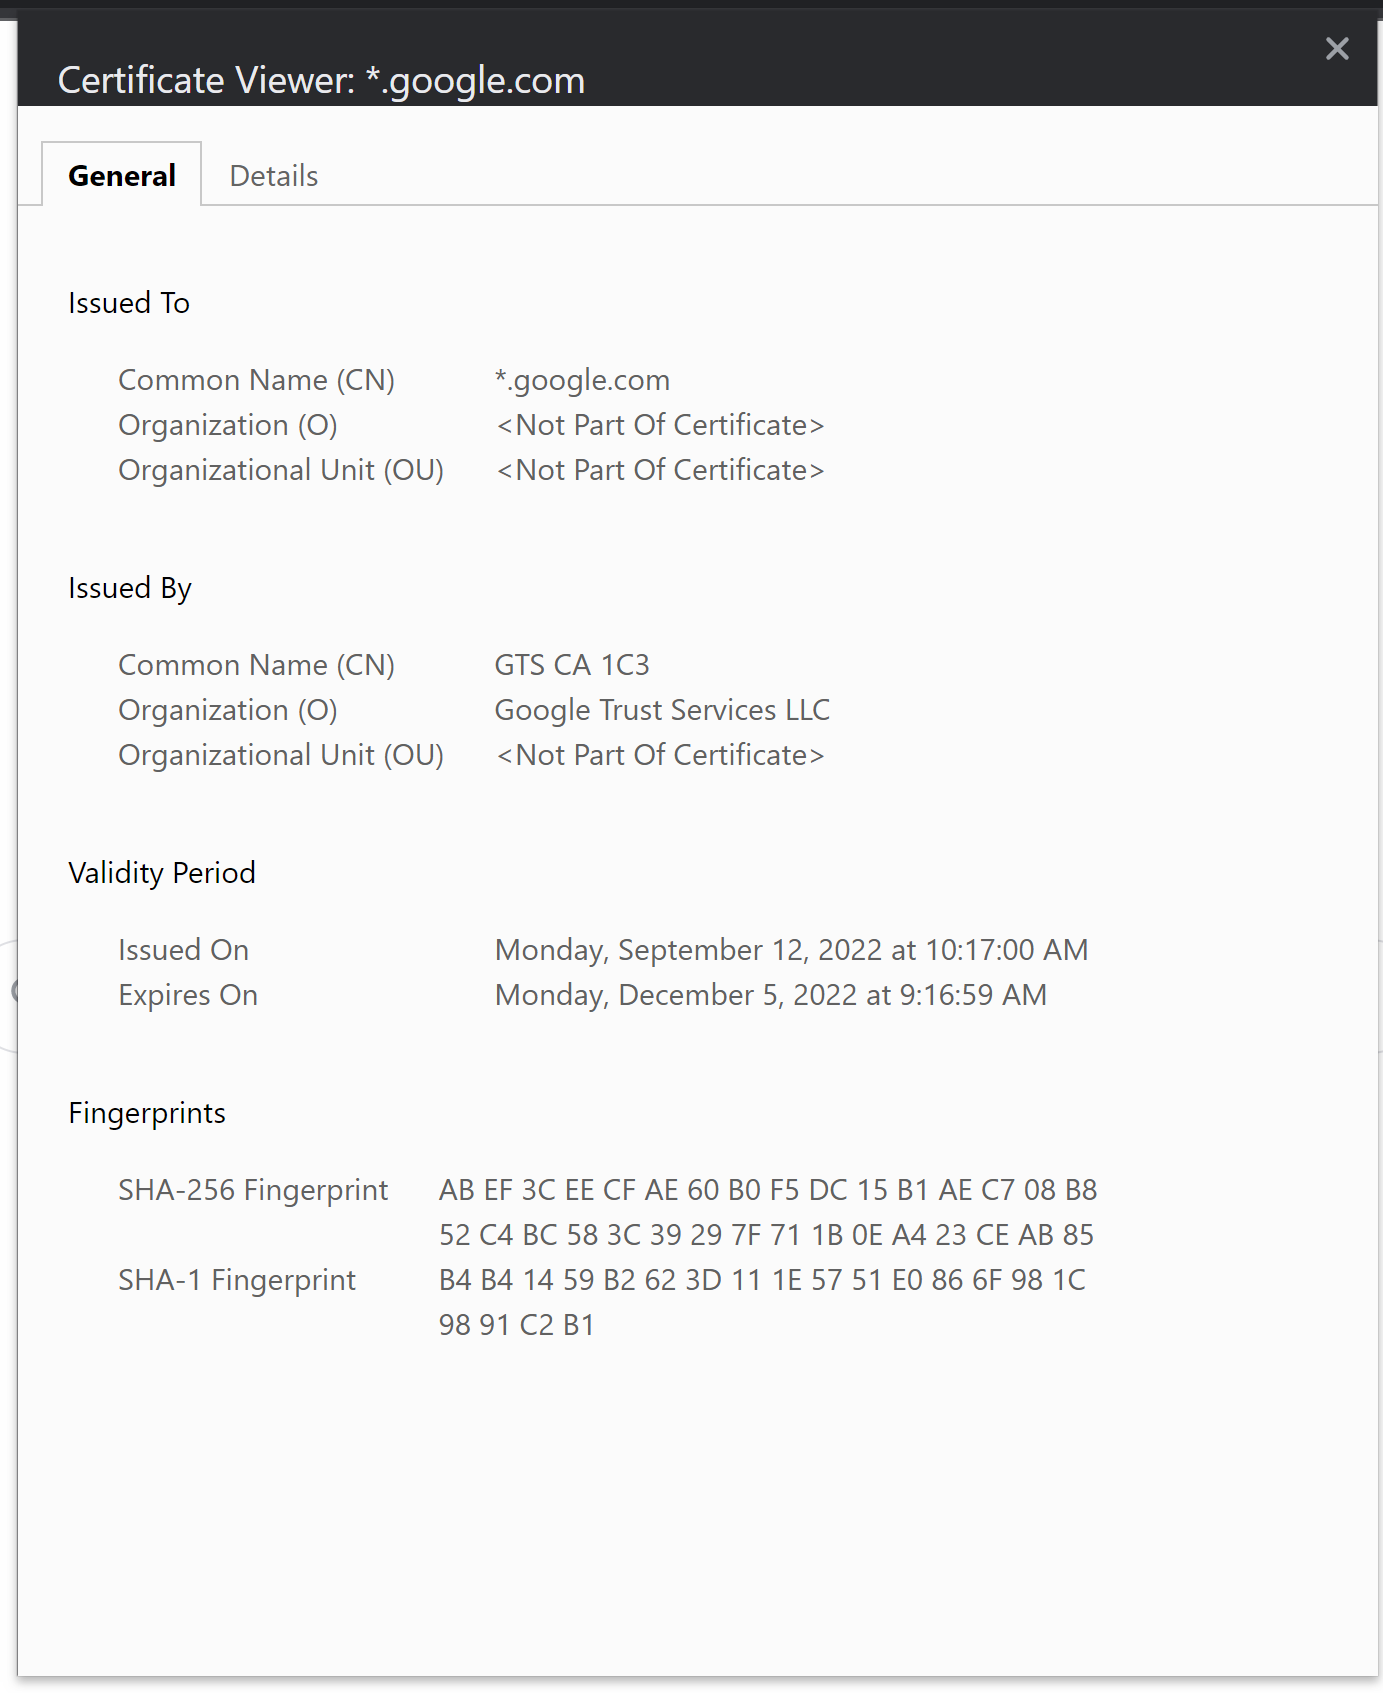 Certificate Viewer: *.google.com
General Details
Issued To
Common Name (CN) *.google.com
Organization (O) <Not Part Of Certificate>
Organizational Unit (OU) <Not Part Of Certificate>
Issued By
Common Name (CN) GTS CA 1C3
Organization (O) Google Trust Services LLC
Organizational Unit (OU) <Not Part Of Certificate>
Validity Period
Issued On Monday, September 12, 2022 at 10:17:00 AM
Expires On Monday, December 5, 2022 at 9:16:59 AM
Fingerprints
SHA-256 Fingerprint AB EF 3C EE CF AE 60 B0 F5 DC 15 B1 AE C7 08 B8
52 C4 BC 58 3C 39 29 7F 71 1B 0E A4 23 CE AB 85
SHA-1 Fingerprint B4 B4 14 59 B2 62 3D 11 1E 57 51 E0 86 6F 98 1C
98 91 C2 B1